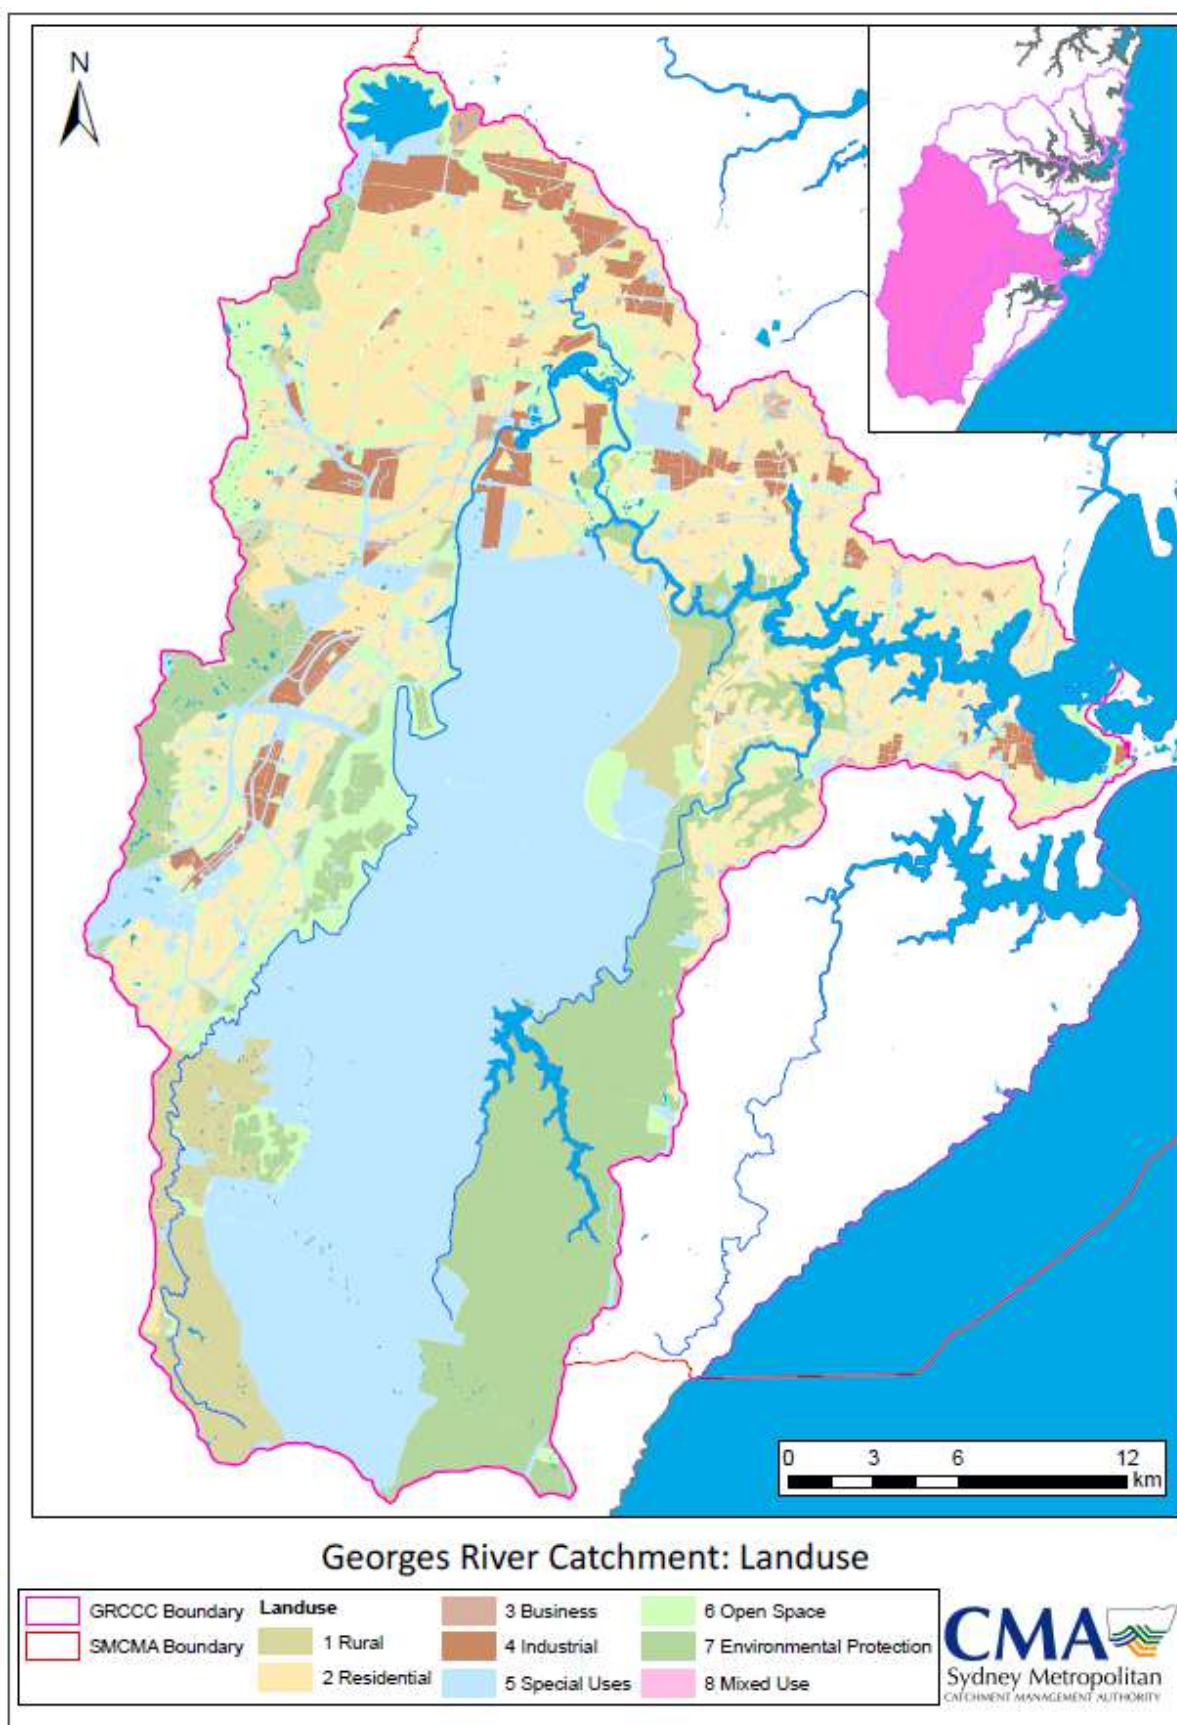 N
0 3 6 12
km
Georges River Catchment: Landuse
GRCCC Boundary
SMCMA Boundary
Landuse
1 Rural
2 Residential
3 Business
4 Industrial
5 Special Uses
6 Open Space
7 Environmental Protection
8 Mixed Use
CMA
Sydney Metropolitan
CATCHMENT MANAGEMENT AUTHORITY